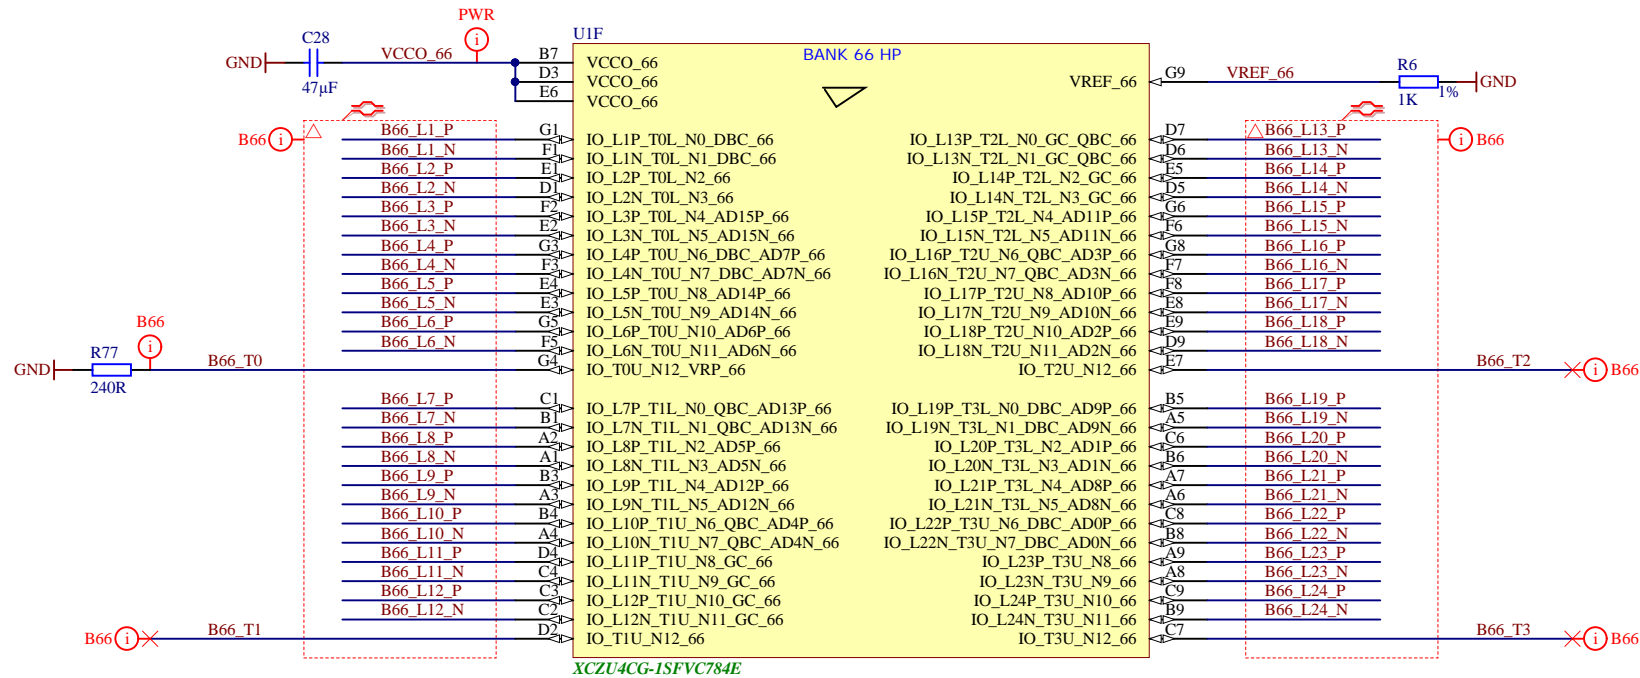 PWR
C28
U1F
GND VCCO_66 B7 VCCO_66 BANK 66 HP
D3 VCCO_66 VREF_66 G9 VREF_66 R6 GND
47μF E6 VCCO_66 1K 1%
B66 i B66_L1_P G1 IO_L1P_T0L_N0_DBC_66 IO_L13P_T2L_N0_GC_QBC_66 D7 B66_L13_P i B66
B66_L1_N F1 IO_L1N_T0L_N1_DBC_66 IO_L13N_T2L_N1_GC_QBC_66 D6 B66_L13_N
B66_L2_P E1 IO_L2P_T0L_N2_66 IO_L14P_T2L_N2_GC_66 E5 B66_L14_P
B66_L2_N D1 IO_L2N_T0L_N3_66 IO_L14N_T2L_N3_GC_66 D5 B66_L14_N
B66_L3_P F2 IO_L3P_T0L_N4_AD15P_66 IO_L15P_T2L_N4_AD11P_66 G6 B66_L15_P
B66_L3_N E2 IO_L3N_T0L_N5_AD15N_66 IO_L15N_T2L_N5_AD11N_66 F6 B66_L15_N
B66_L4_P G3 IO_L4P_T0U_N6_DBC_AD7P_66 IO_L16P_T2U_N6_QBC_AD3P_66 G8 B66_L16_P
B66_L4_N F3 IO_L4N_T0U_N7_DBC_AD7N_66 IO_L16N_T2U_N7_QBC_AD3N_66 F7 B66_L16_N
B66_L5_P E4 IO_L5P_T0U_N8_AD14P_66 IO_L17P_T2U_N8_AD10P_66 F8 B66_L17_P
B66_L5_N E3 IO_L5N_T0U_N9_AD14N_66 IO_L17N_T2U_N9_AD10N_66 E8 B66_L17_N
B66 B66_L6_P G5 IO_L6P_T0U_N10_AD6P_66 IO_L18P_T2U_N10_AD2P_66 E9 B66_L18_P
R77 i B66_L6_N F5 IO_L6N_T0U_N11_AD6N_66 IO_L18N_T2U_N11_AD2N_66 D9 B66_L18_N
GND B66_T0 G4 IO_T0U_N12_VRP_66 IO_T2U_N12_66 E7 B66_T2 i B66
240R
B66_L7_P C1 IO_L7P_T1L_N0_QBC_AD13P_66 IO_L19P_T3L_N0_DBC_AD9P_66 B5 B66_L19_P
B66_L7_N B1 IO_L7N_T1L_N1_QBC_AD13N_66 IO_L19N_T3L_N1_DBC_AD9N_66 A5 B66_L19_N
B66_L8_P A2 IO_L8P_T1L_N2_AD5P_66 IO_L20P_T3L_N2_AD1P_66 C6 B66_L20_P
B66_L8_N A1 IO_L8N_T1L_N3_AD5N_66 IO_L20N_T3L_N3_AD1N_66 B6 B66_L20_N
B66_L9_P B3 IO_L9P_T1L_N4_AD12P_66 IO_L21P_T3L_N4_AD8P_66 A7 B66_L21_P
B66_L9_N A3 IO_L9N_T1L_N5_AD12N_66 IO_L21N_T3L_N5_AD8N_66 A6 B66_L21_N
B66_L10_P B4 IO_L10P_T1U_N6_QBC_AD4P_66 IO_L22P_T3U_N6_DBC_AD0P_66 C8 B66_L22_P
B66_L10_N A4 IO_L10N_T1U_N7_QBC_AD4N_66 IO_L22N_T3U_N7_DBC_AD0N_66 B8 B66_L22_N
B66_L11_P D4 IO_L11P_T1U_N8_GC_66 IO_L23P_T3U_N8_66 A9 B66_L23_P
B66_L11_N C4 IO_L11N_T1U_N9_GC_66 IO_L23N_T3U_N9_66 A8 B66_L23_N
B66_L12_P C3 IO_L12P_T1U_N10_GC_66 IO_L24P_T3U_N10_66 C9 B66_L24_P
B66_L12_N C2 IO_L12N_T1U_N11_GC_66 IO_L24N_T3U_N11_66 B9 B66_L24_N
B66 i B66_T1 D2 IO_T1U_N12_66 IO_T3U_N12_66 C7 B66_T3 i B66
XCZU4CG-1SFVC784E